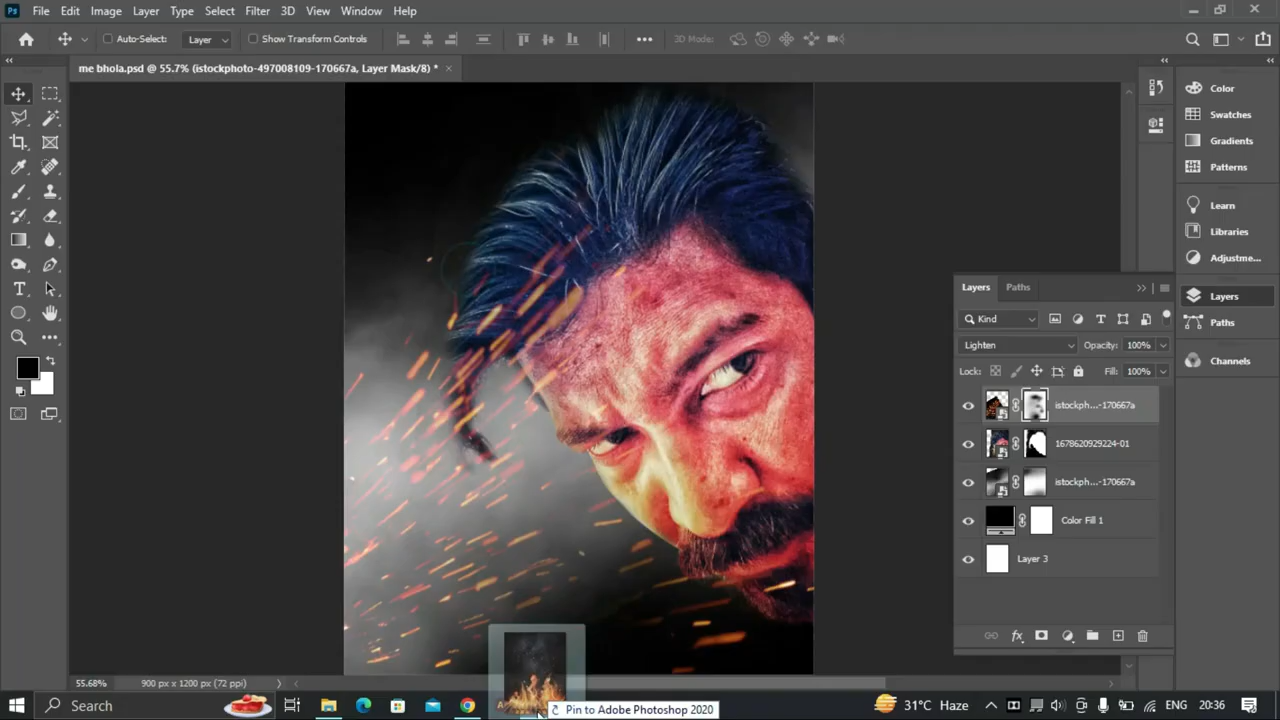 Ps File Edit Image Layer Type Select Filter 3D View Window Help
Auto-Select: Layer Show Transform Controls 3D Mode:
me bhola.psd @ 55.7% (istockphoto-497008109-170667a, Layer Mask/8) *
Color
Swatches
Gradients
Patterns
Learn
Libraries
Adjustme...
Layers
Paths
Channels
Layers Paths
Kind
Lighten Opacity: 100%
Lock: Fill: 100%
istockph...-170667a
1678620929224-01
istockph...-170667a
Color Fill 1
Layer 3
55.68% 900 px x 1200 px (72 ppi)
Pin to Adobe Photoshop 2020
Search 31°C Haze ENG 20:38